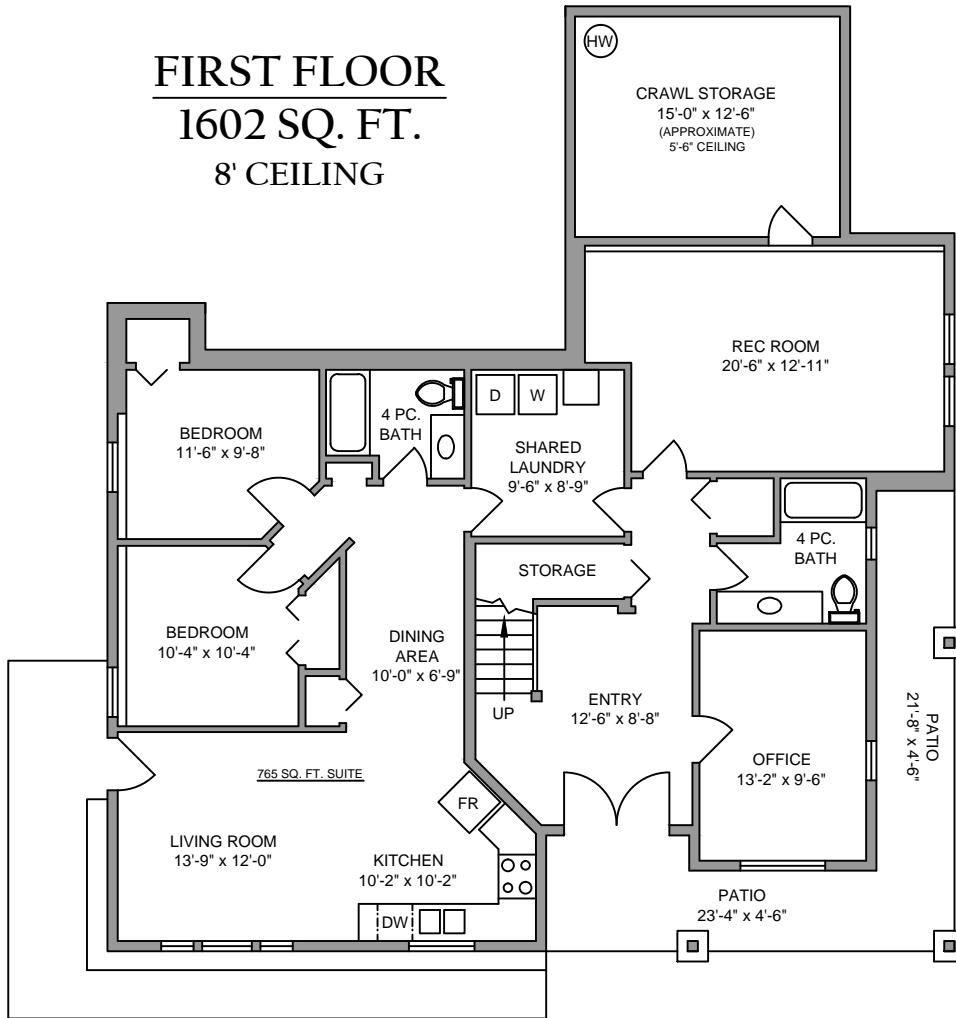 FIRST FLOOR
1602 SQ. FT.
8' CEILING
HW
CRAWL STORAGE
15'-0" x 12'-6"
(APPROXIMATE)
5'-6" CEILING
REC ROOM
20'-6" x 12'-11"
BEDROOM
11'-6" x 9'-8"
4 PC.
BATH
D
W
SHARED
LAUNDRY
9'-6" x 8'-9"
4 PC.
BATH
STORAGE
BEDROOM
10'-4" x 10'-4"
DINING
AREA
10'-0" x 6'-9"
UP
ENTRY
12'-6" x 8'-8"
OFFICE
13'-2" x 9'-6"
PATIO
21'-8" x 4'-6"
765 SQ. FT. SUITE
FR
LIVING ROOM
13'-9" x 12'-0"
KITCHEN
10'-2" x 10'-2"
DW
PATIO
23'-4" x 4'-6"